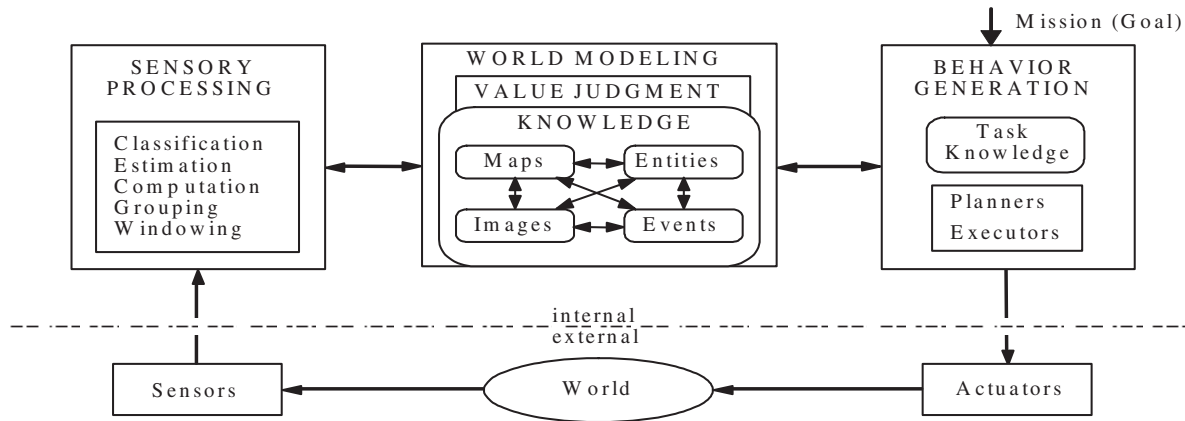 Mission (Goal)
SENSORY
PROCESSING
Classification
Estimation
Computation
Grouping
Windowing
WORLD MODELING
VALUE JUDGMENT
KNOWLEDGE
Maps
Entities
Images
Events
BEHAVIOR
GENERATION
Task
Knowledge
Planners
Executors
internal
external
Sensors
World
Actuators